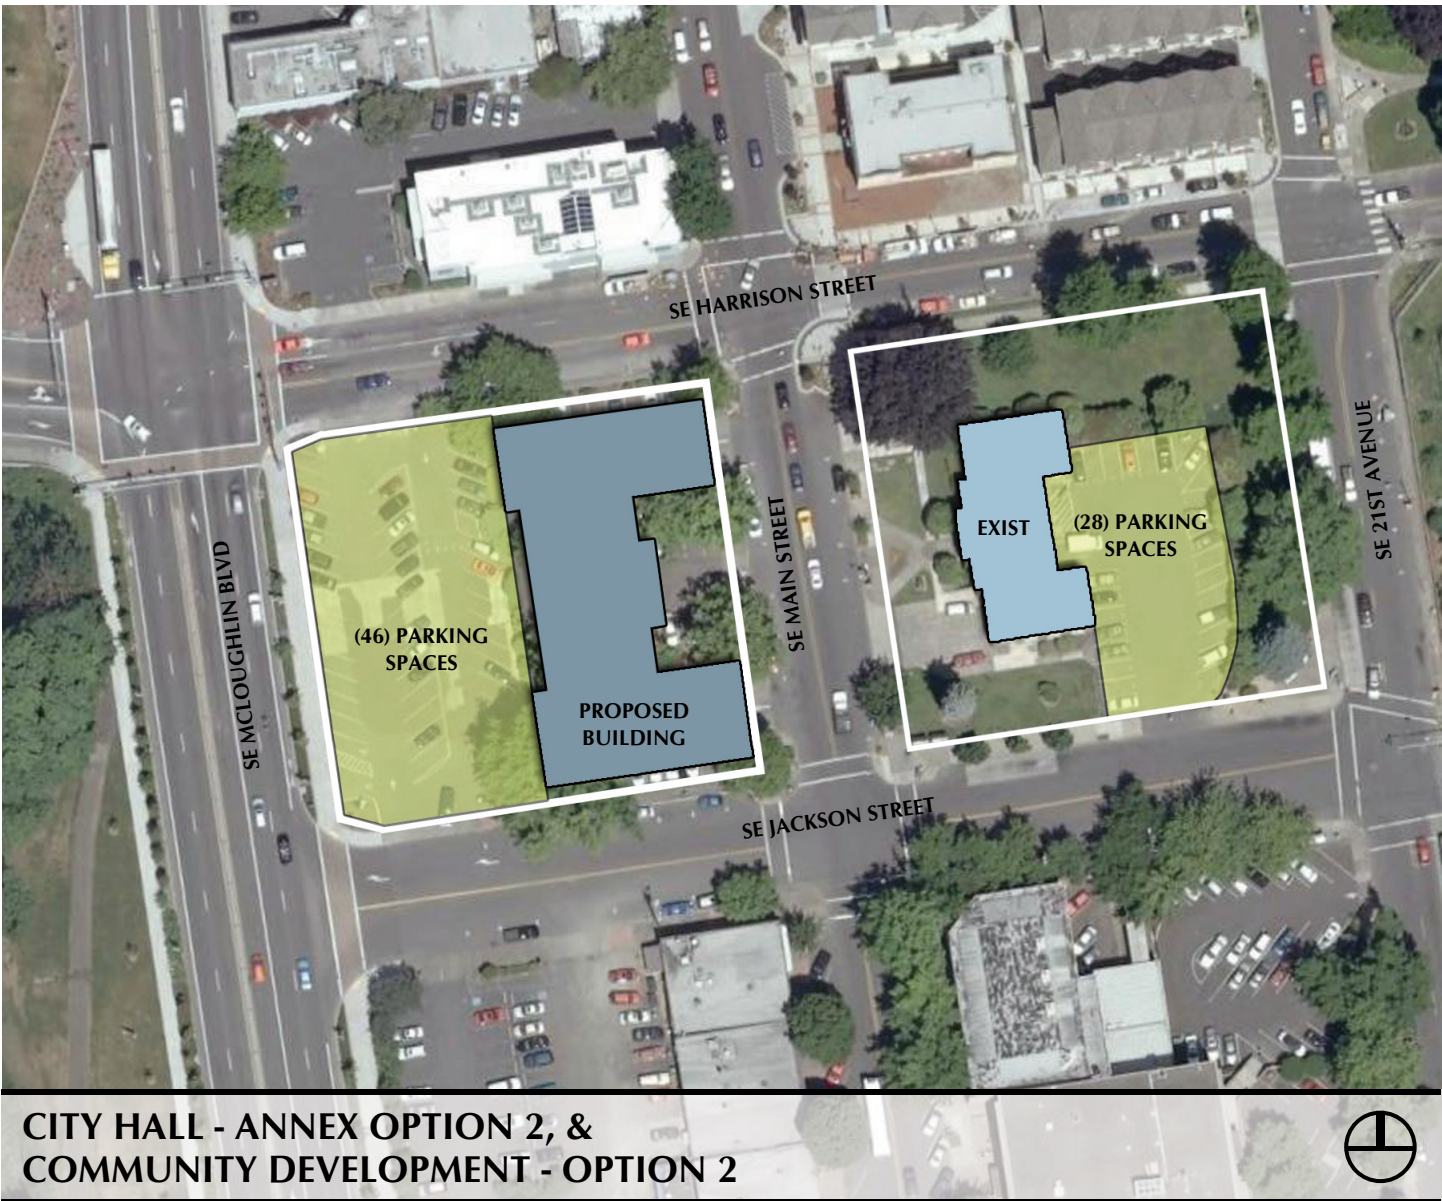 SE HARRISON STREET
SE 21ST AVENUE
EXIST
(28) PARKING
SPACES
SE MAIN STREET
SE MCLOUGHLIN BLVD
(46) PARKING
SPACES
PROPOSED
BUILDING
SE JACKSON STREET
CITY HALL - ANNEX OPTION 2, &
COMMUNITY DEVELOPMENT - OPTION 2